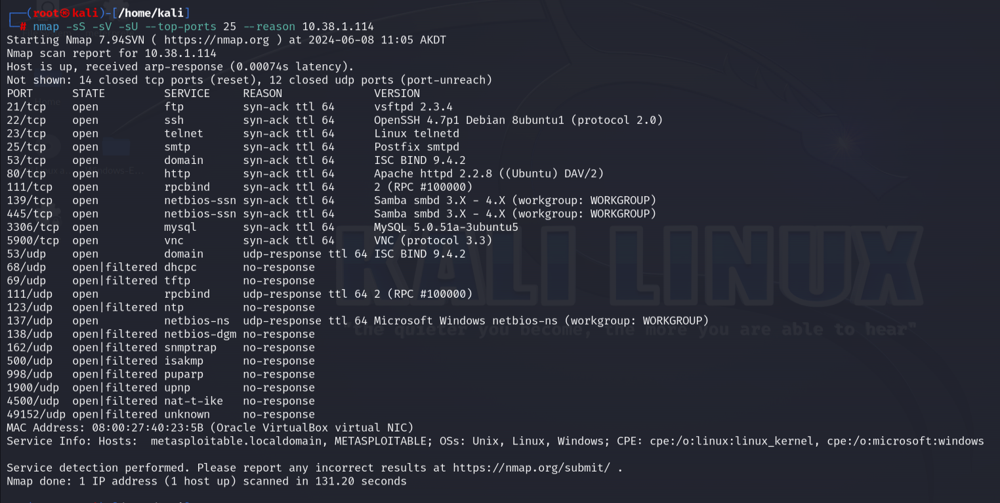 ┌──(root㉿kali)-[/home/kali]
└─# nmap -sS -sV -sU --top-ports 25 --reason 10.38.1.114
Starting Nmap 7.94SVN ( https://nmap.org ) at 2024-06-08 11:05 AKDT
Nmap scan report for 10.38.1.114
Host is up, received arp-response (0.00074s latency).
Not shown: 14 closed tcp ports (reset), 12 closed udp ports (port-unreach)
PORT      STATE         SERVICE     REASON              VERSION
21/tcp    open          ftp         syn-ack ttl 64      vsftpd 2.3.4
22/tcp    open          ssh         syn-ack ttl 64      OpenSSH 4.7p1 Debian 8ubuntu1 (protocol 2.0)
23/tcp    open          telnet      syn-ack ttl 64      Linux telnetd
25/tcp    open          smtp        syn-ack ttl 64      Postfix smtpd
53/tcp    open          domain      syn-ack ttl 64      ISC BIND 9.4.2
80/tcp    open          http        syn-ack ttl 64      Apache httpd 2.2.8 ((Ubuntu) DAV/2)
111/tcp   open          rpcbind     syn-ack ttl 64      2 (RPC #100000)
139/tcp   open          netbios-ssn syn-ack ttl 64      Samba smbd 3.X - 4.X (workgroup: WORKGROUP)
445/tcp   open          netbios-ssn syn-ack ttl 64      Samba smbd 3.X - 4.X (workgroup: WORKGROUP)
3306/tcp  open          mysql       syn-ack ttl 64      MySQL 5.0.51a-3ubuntu5
5900/tcp  open          vnc         syn-ack ttl 64      VNC (protocol 3.3)
53/udp    open          domain      udp-response ttl 64 ISC BIND 9.4.2
68/udp    open|filtered dhcpc       no-response
69/udp    open|filtered tftp        no-response
111/udp   open          rpcbind     udp-response ttl 64 2 (RPC #100000)
123/udp   open|filtered ntp         no-response
137/udp   open          netbios-ns  udp-response ttl 64 Microsoft Windows netbios-ns (workgroup: WORKGROUP)
138/udp   open|filtered netbios-dgm no-response
162/udp   open|filtered snmptrap    no-response
500/udp   open|filtered isakmp      no-response
998/udp   open|filtered puparp      no-response
1900/udp  open|filtered upnp        no-response
4500/udp  open|filtered nat-t-ike   no-response
49152/udp open|filtered unknown     no-response
MAC Address: 08:00:27:40:23:5B (Oracle VirtualBox virtual NIC)
Service Info: Hosts:  metasploitable.localdomain, METASPLOITABLE; OSs: Unix, Linux, Windows; CPE: cpe:/o:linux:linux_kernel, cpe:/o:microsoft:windows
Service detection performed. Please report any incorrect results at https://nmap.org/submit/ .
Nmap done: 1 IP address (1 host up) scanned in 131.20 seconds
KALI LINUX
"the quieter you become, the more you are able to hear"